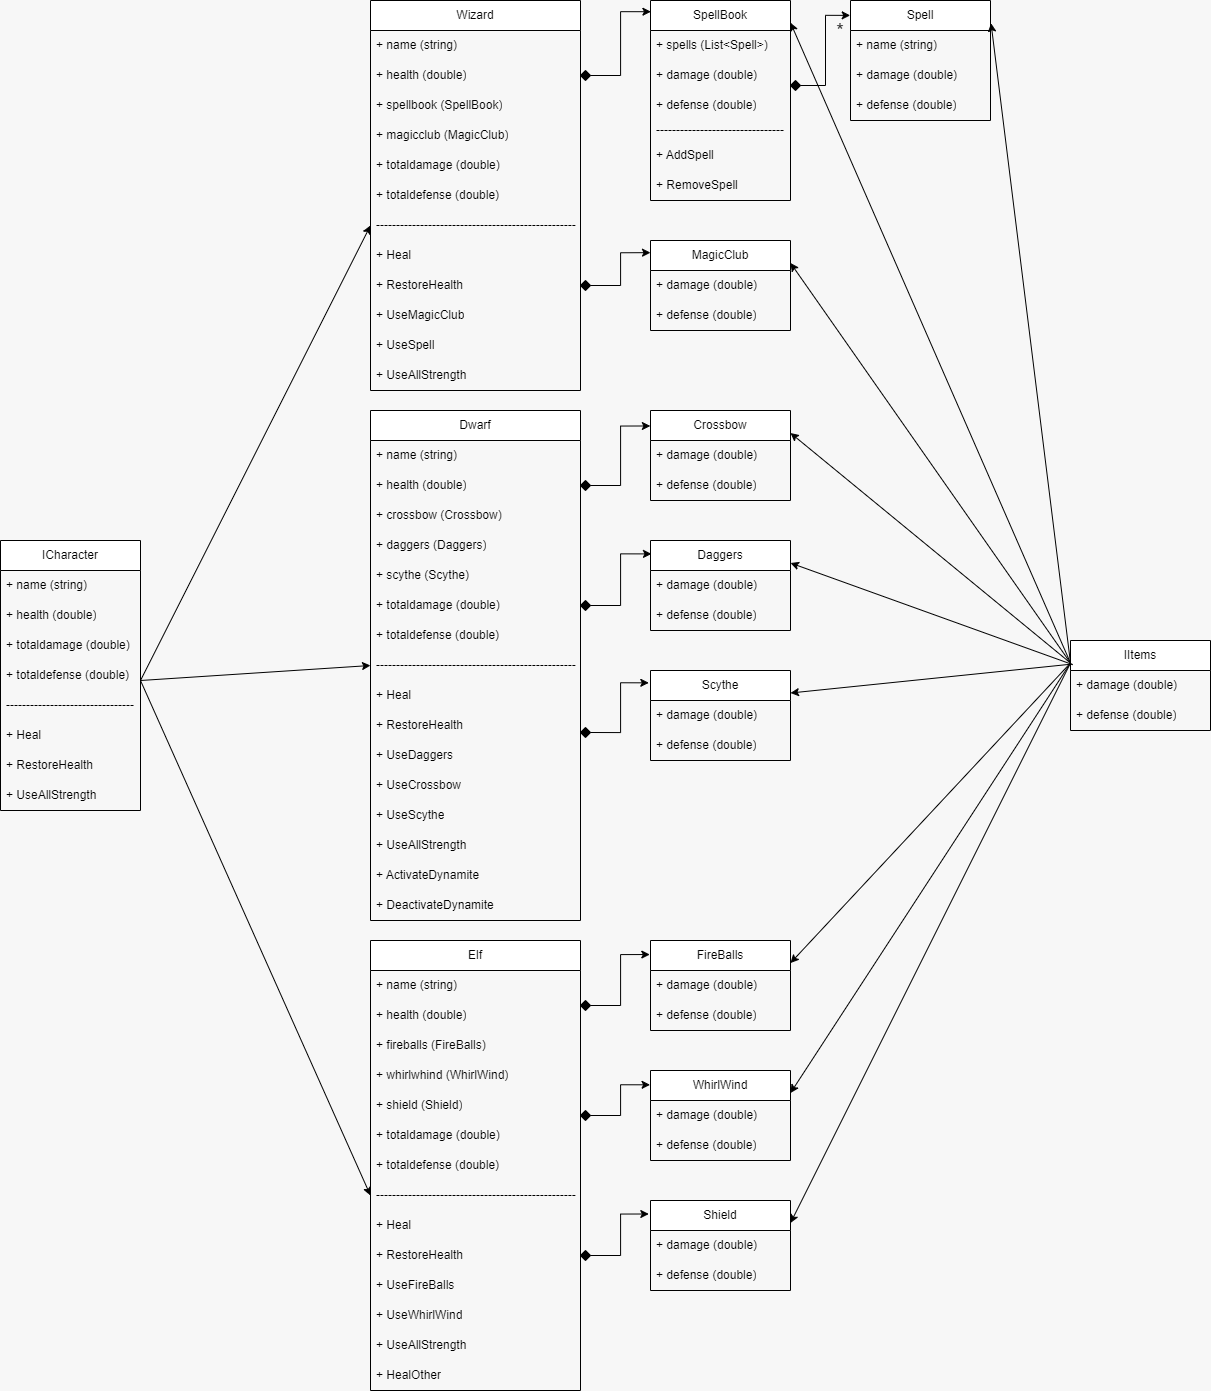 Wizard
+ name (string)
+ health (double)
+ spellbook (SpellBook)
+ magicclub (MagicClub)
+ totaldamage (double)
+ totaldefense (double)
--------------------------------------------------
+ Heal
+ RestoreHealth
+ UseMagicClub
+ UseSpell
+ UseAllStrength
SpellBook
+ spells (List<Spell>)
+ damage (double)
+ defense (double)
--------------------------------
+ AddSpell
+ RemoveSpell
*
Spell
+ name (string)
+ damage (double)
+ defense (double)
MagicClub
+ damage (double)
+ defense (double)
Dwarf
+ name (string)
+ health (double)
+ crossbow (Crossbow)
+ daggers (Daggers)
+ scythe (Scythe)
+ totaldamage (double)
+ totaldefense (double)
--------------------------------------------------
+ Heal
+ RestoreHealth
+ UseDaggers
+ UseCrossbow
+ UseScythe
+ UseAllStrength
+ ActivateDynamite
+ DeactivateDynamite
Crossbow
+ damage (double)
+ defense (double)
Daggers
+ damage (double)
+ defense (double)
Scythe
+ damage (double)
+ defense (double)
ICharacter
+ name (string)
+ health (double)
+ totaldamage (double)
+ totaldefense (double)
--------------------------------
+ Heal
+ RestoreHealth
+ UseAllStrength
IItems
+ damage (double)
+ defense (double)
Elf
+ name (string)
+ health (double)
+ fireballs (FireBalls)
+ whirlwhind (WhirlWind)
+ shield (Shield)
+ totaldamage (double)
+ totaldefense (double)
--------------------------------------------------
+ Heal
+ RestoreHealth
+ UseFireBalls
+ UseWhirlWind
+ UseAllStrength
+ HealOther
FireBalls
+ damage (double)
+ defense (double)
WhirlWind
+ damage (double)
+ defense (double)
Shield
+ damage (double)
+ defense (double)